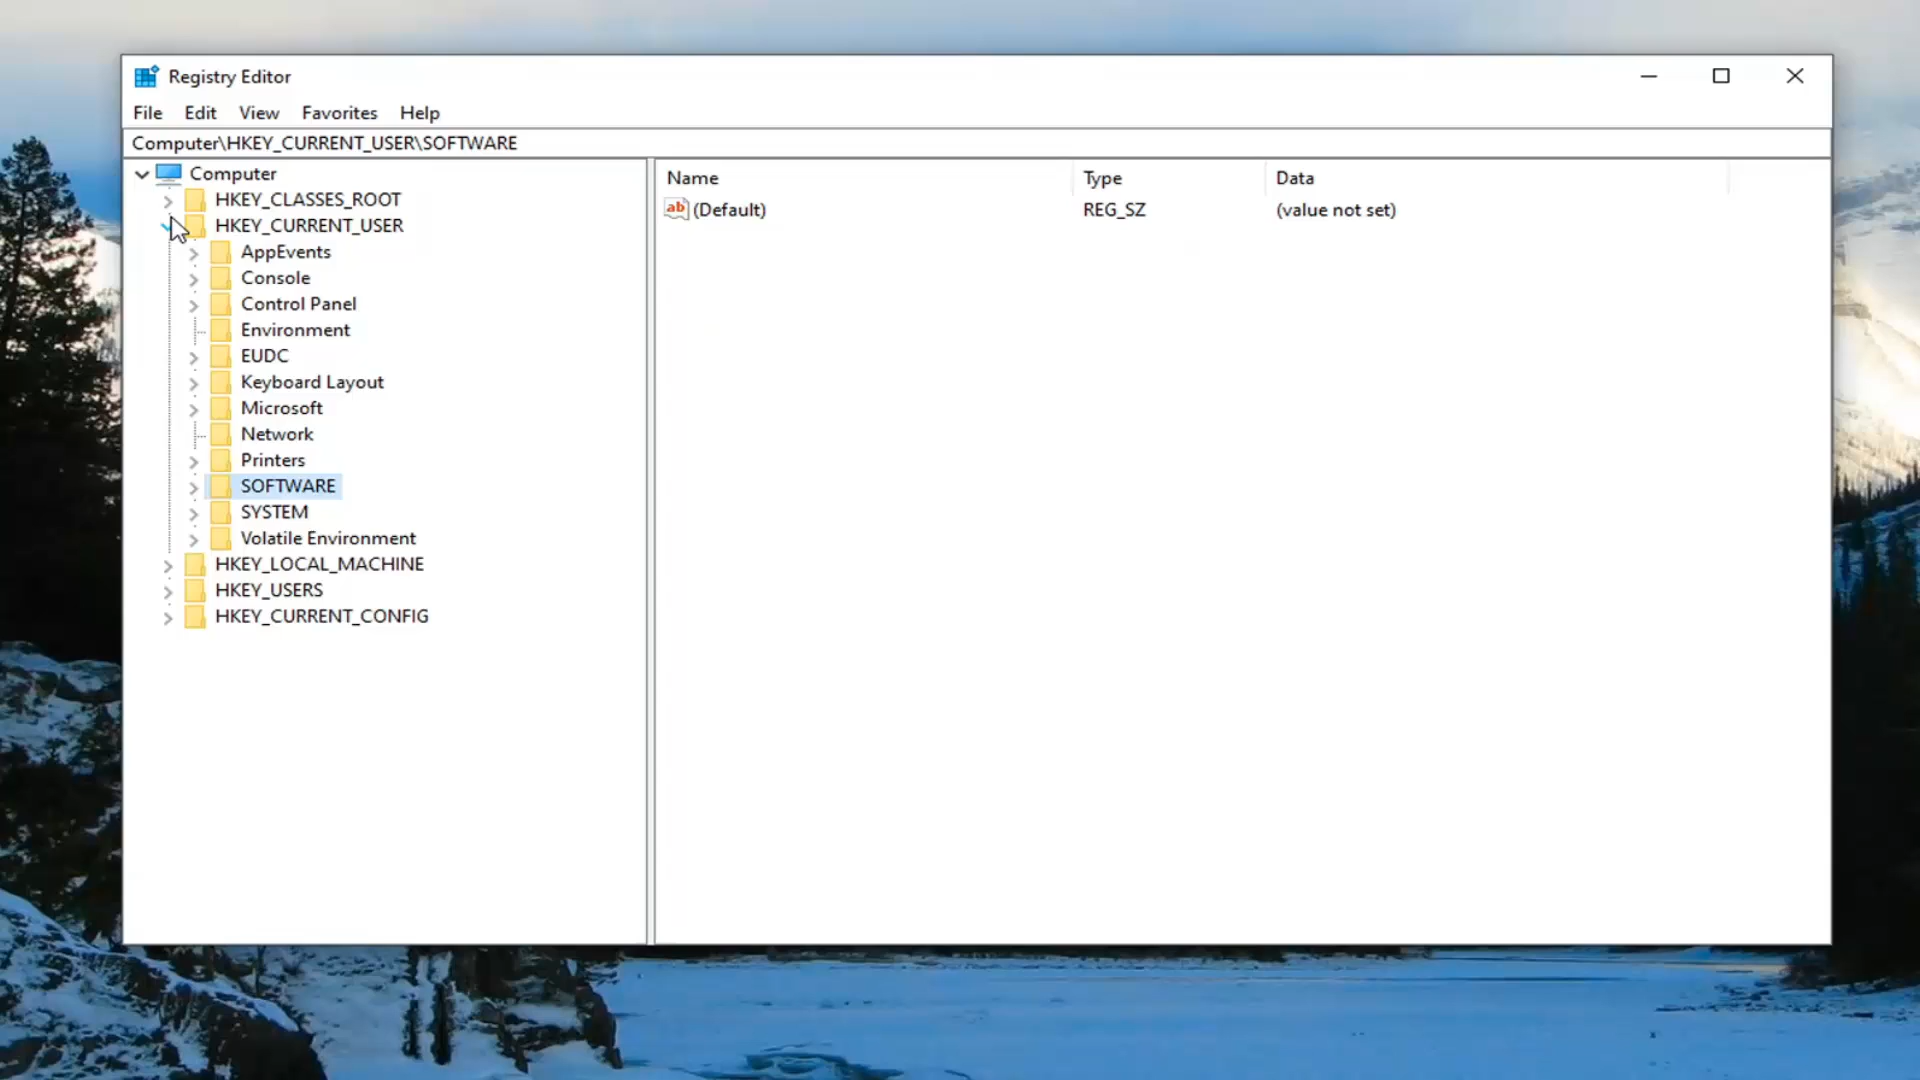 Registry Editor
File Edit View Favorites Help
Computer\HKEY_CURRENT_USER\SOFTWARE
Computer
HKEY_CLASSES_ROOT
HKEY_CURRENT_USER
AppEvents
Console
Control Panel
Environment
EUDC
Keyboard Layout
Microsoft
Network
Printers
SOFTWARE
SYSTEM
Volatile Environment
HKEY_LOCAL_MACHINE
HKEY_USERS
HKEY_CURRENT_CONFIG
Name Type Data
ab (Default) REG_SZ (value not set)